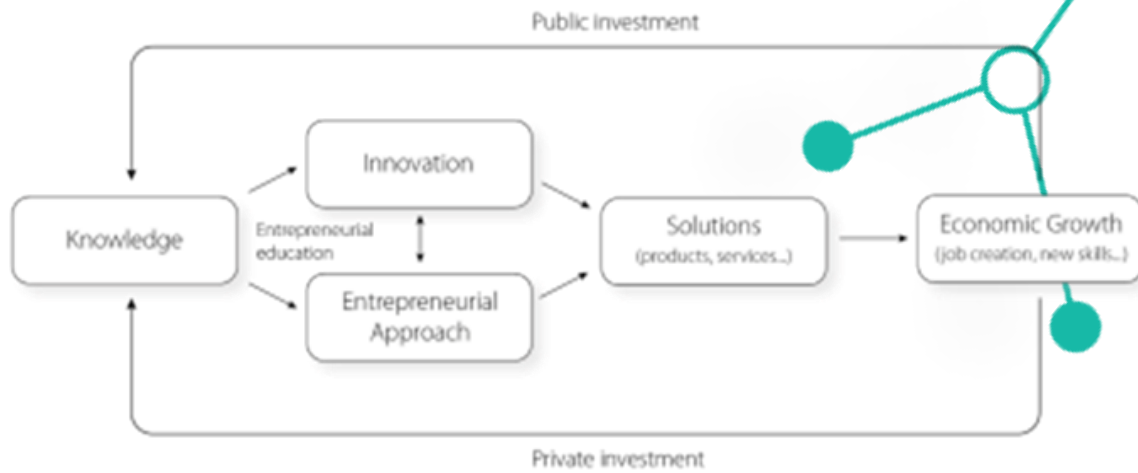 Public investment
Innovation
Knowledge
Entrepreneurial
education
Entrepreneurial
Approach
Solutions
(products, services...)
Economic Growth
(job creation, new skills...)
Private investment